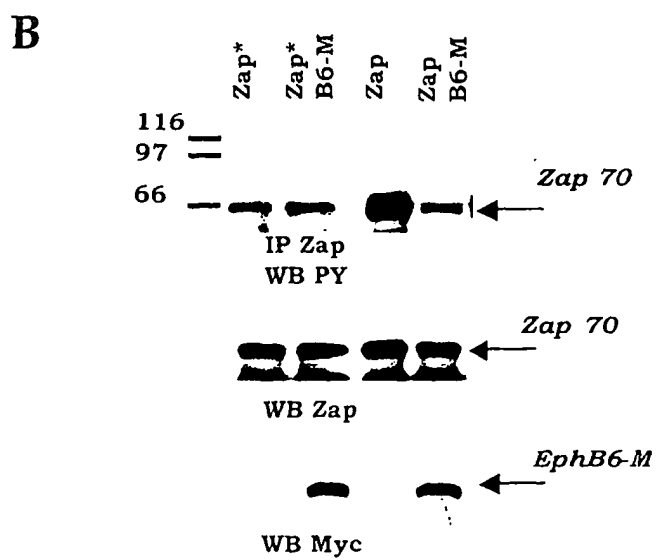 B
Zap*
Zap*
B6-M
Zap
Zap
B6-M
116
97
66
Zap 70
IP Zap
WB PY
Zap 70
WB Zap
EphB6-M
WB Myc